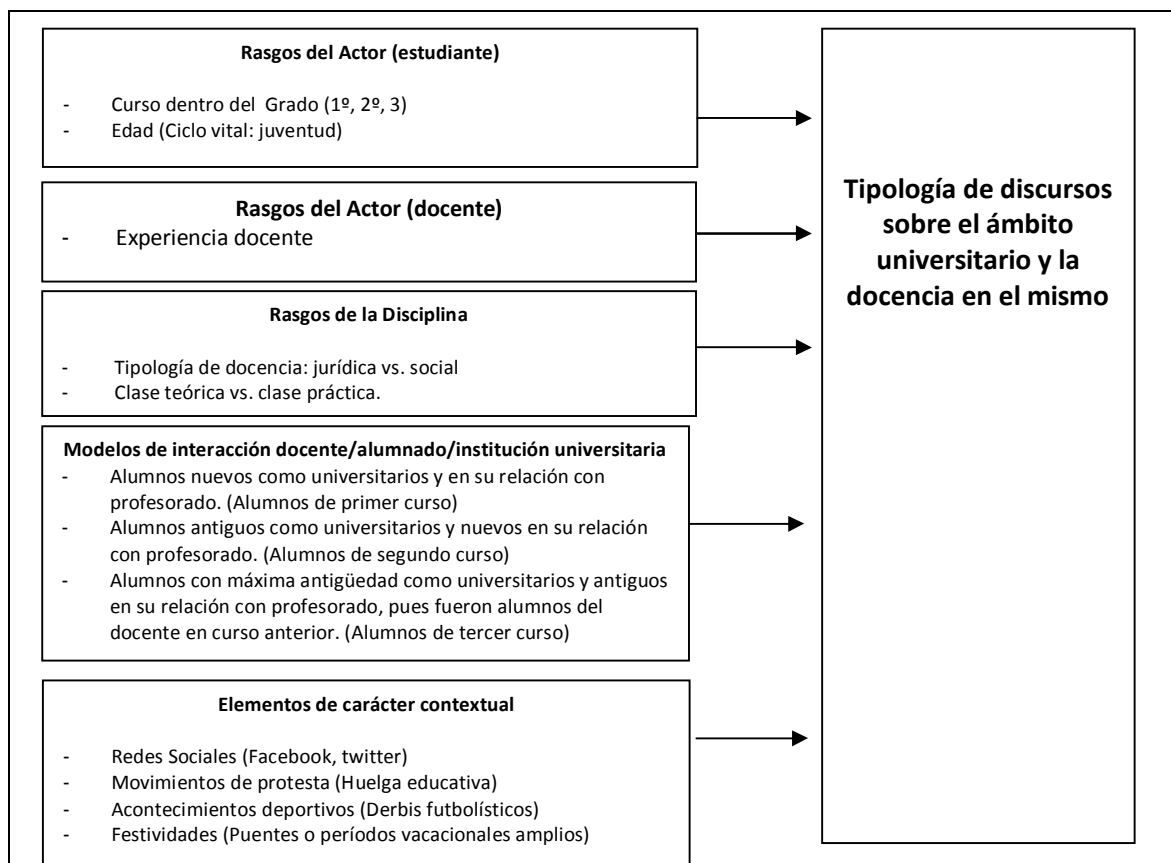 Rasgos del Actor (estudiante)
- Curso dentro del Grado (1º, 2º, 3)
- Edad (Ciclo vital: juventud)
Rasgos del Actor (docente)
- Experiencia docente
Rasgos de la Disciplina
- Tipología de docencia: jurídica vs. social
- Clase teórica vs. clase práctica.
Modelos de interacción docente/alumnado/institución universitaria
- Alumnos nuevos como universitarios y en su relación con
profesorado. (Alumnos de primer curso)
- Alumnos antiguos como universitarios y nuevos en su relación
con profesorado. (Alumnos de segundo curso)
- Alumnos con máxima antigüedad como universitarios y antiguos
en su relación con profesorado, pues fueron alumnos del
docente en curso anterior. (Alumnos de tercer curso)
Elementos de carácter contextual
- Redes Sociales (Facebook, twitter)
- Movimientos de protesta (Huelga educativa)
- Acontecimientos deportivos (Derbis futbolísticos)
- Festividades (Puentes o períodos vacacionales amplios)
Tipología de discursos
sobre el ámbito
universitario y la
docencia en el mismo